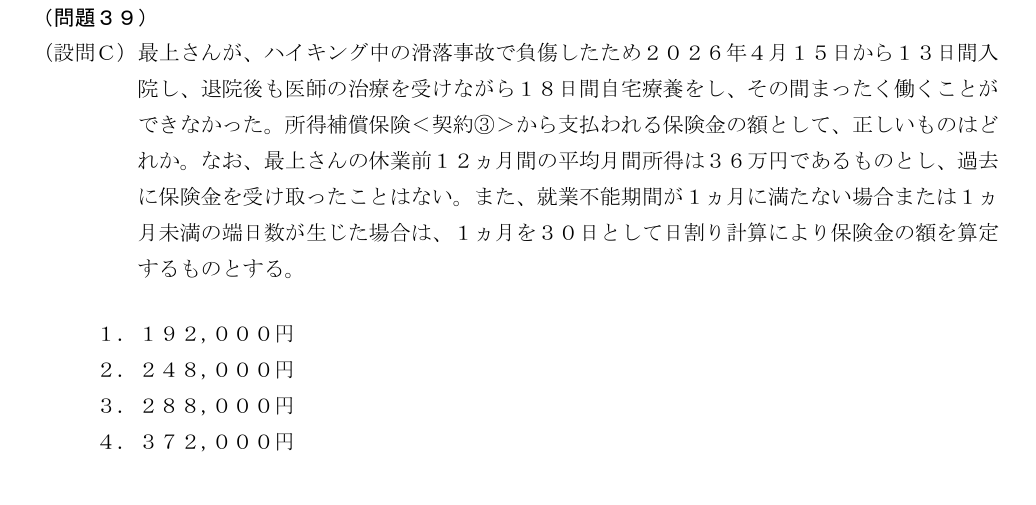 （問題３９）
（設問Ｃ）最上さんが、ハイキング中の滑落事故で負傷したため２０２６年４月１５日から１３日間入
院し、退院後も医師の治療を受けながら１８日間自宅療養をし、その間まったく働くことが
できなかった。所得補償保険＜契約③＞から支払われる保険金の額として、正しいものはど
れか。なお、最上さんの休業前１２ヵ月間の平均月間所得は３６万円であるものとし、過去
に保険金を受け取ったことはない。また、就業不能期間が１ヵ月に満たない場合または１ヵ
月未満の端日数が生じた場合は、１ヵ月を３０日として日割り計算により保険金の額を算定
するものとする。
１．１９２，０００円
２．２４８，０００円
３．２８８，０００円
４．３７２，０００円